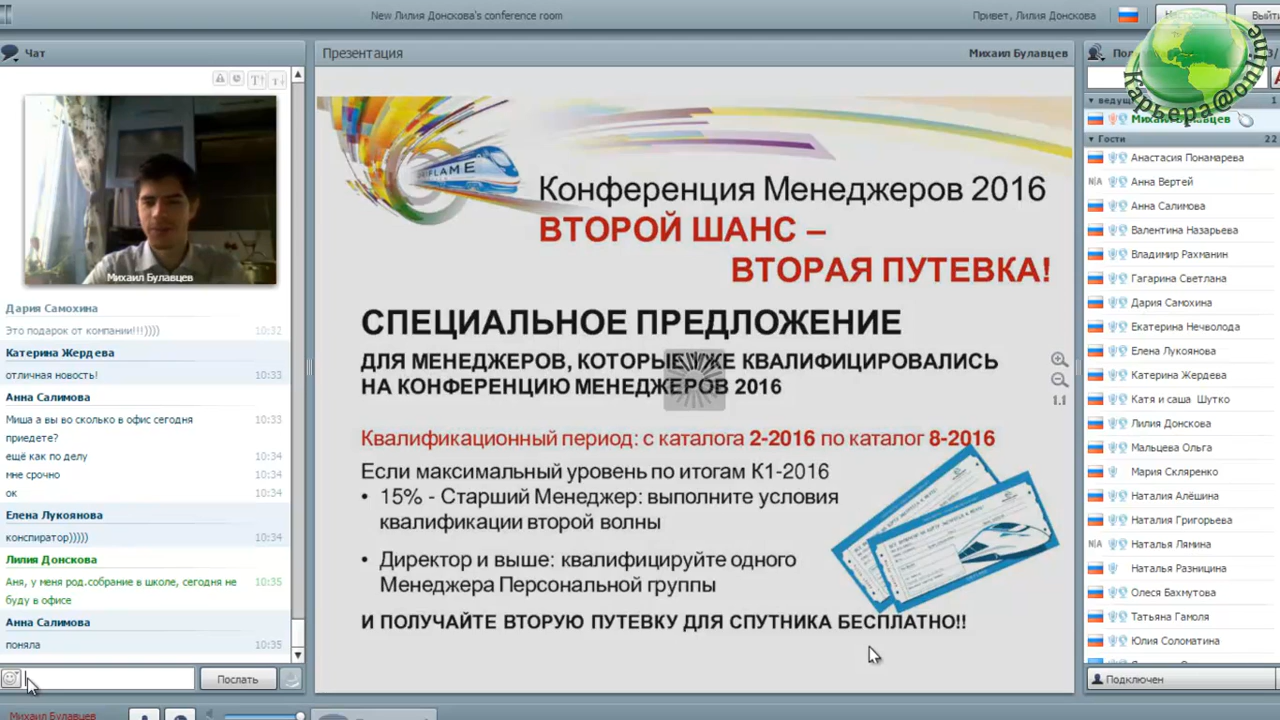 New Лилия Донскова's conference room
Привет, Лилия Донскова
Чат
Михаил Булавцев
Дария Самохина
Это подарок от компании!!!)))) 10:32
Катерина Жердева
отличная новость! 10:33
Анна Салимова
Миша а вы во сколько в офис сегодня 10:33
приедете?
ещё как по делу 10:34
мне срочно 10:34
ок 10:34
Елена Лукоянова
конспиратор))))) 10:34
Лилия Донскова
Аня, у меня род.собрание в школе, сегодня не 10:35
буду в офисе
Анна Салимова
поняла 10:35
Послать
Михаил Булавцев
Презентация
Михаил Булавцев
Конференция Менеджеров 2016
ВТОРОЙ ШАНС –
ВТОРАЯ ПУТЕВКА!
СПЕЦИАЛЬНОЕ ПРЕДЛОЖЕНИЕ
ДЛЯ МЕНЕДЖЕРОВ, КОТОРЫЕ УЖЕ КВАЛИФИЦИРОВАЛИСЬ
НА КОНФЕРЕНЦИЮ МЕНЕДЖЕРОВ 2016
Квалификационный период: с каталога 2-2016 по каталог 8-2016
Если максимальный уровень по итогам К1-2016
• 15% - Старший Менеджер: выполните условия
квалификации второй волны
• Директор и выше: квалифицируйте одного
Менеджера Персональной группы
И ПОЛУЧАЙТЕ ВТОРУЮ ПУТЕВКУ ДЛЯ СПУТНИКА БЕСПЛАТНО!!
1.1
Карьера@online
Михаил Булавцев
Гости 22
Анастасия Понамарева
N/A Анна Вертей
Анна Салимова
Валентина Назарьева
Владимир Рахманин
Гагарина Светлана
Дария Самохина
Екатерина Нечволода
Елена Лукоянова
Катерина Жердева
Катя и саша Шутко
Лилия Донскова
Мальцева Ольга
Мария Скляренко
Наталия Алёшина
Наталия Григорьева
N/A Наталья Лямина
Наталья Разницина
Олеся Бахмутова
Татьяна Гамоля
Юлия Соломатина
Подключен